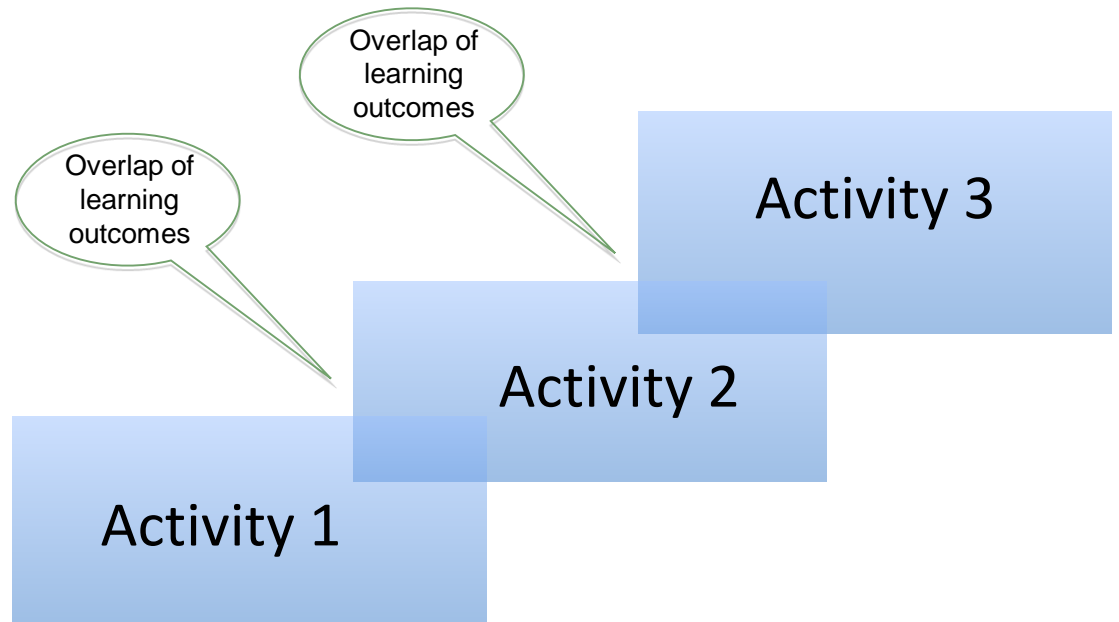 Overlap of
learning
outcomes
Overlap of
learning
outcomes
Activity 3
Activity 2
Activity 1